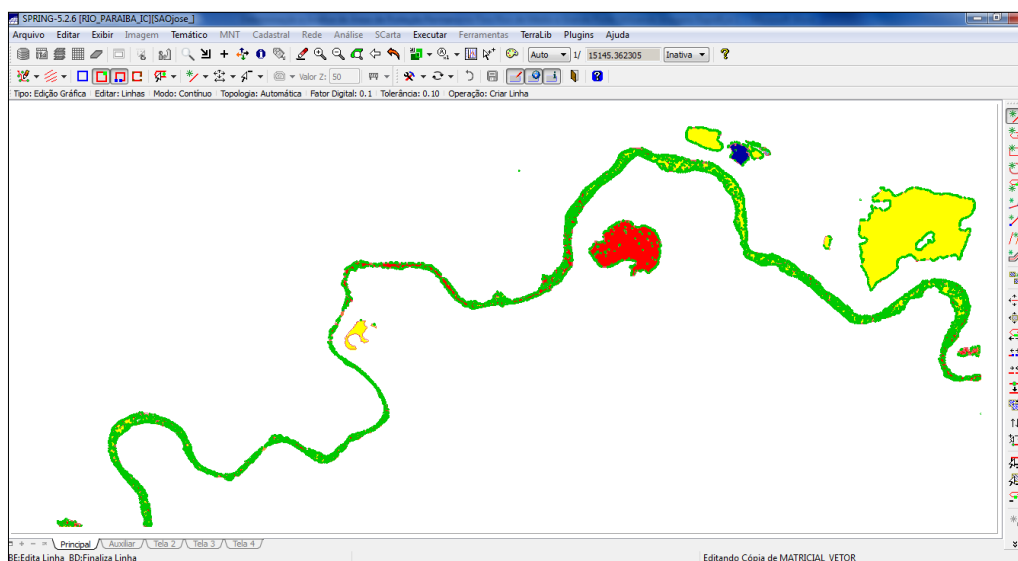 SPRING-5.2.6 [RIO_PARAIBA_IC][SAOjose_]
Arquivo Editar Exibir Imagem Temático MNT Cadastral Rede Análise SCarta Executar Ferramentas TerraLib Plugins Ajuda
Auto 1/ 15145.362305 Inativa
Valor Z: 50
Tipo: Edição Gráfica Editar: Linhas Modo: Contínuo Topologia: Automática Fator Digital: 0.1 Tolerância: 0.10 Operação: Criar Linha
Principal Auxiliar Tela 2 Tela 3 Tela 4
BE:Edita Linha BD:Finaliza Linha Editando Cópia de MATRICIAL_VETOR